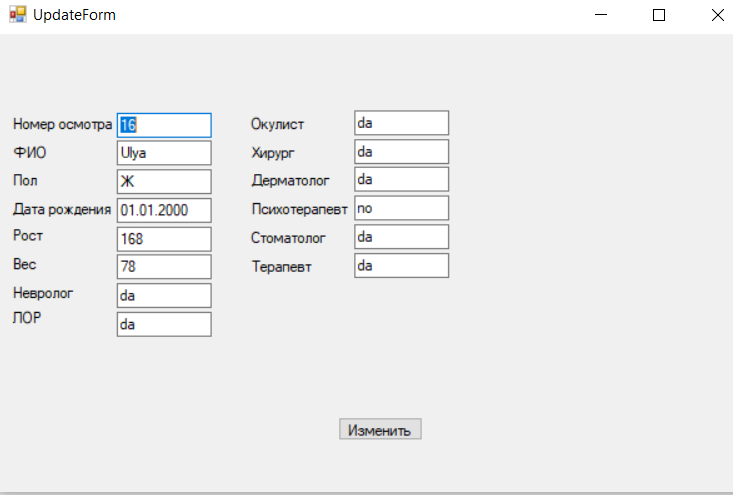 UpdateForm
Номер осмотра 16
ФИО Ulya
Пол Ж
Дата рождения 01.01.2000
Рост 168
Вес 78
Невролог da
ЛОР da
Окулист da
Хирург da
Дерматолог da
Психотерапевт no
Стоматолог da
Терапевт da
Изменить